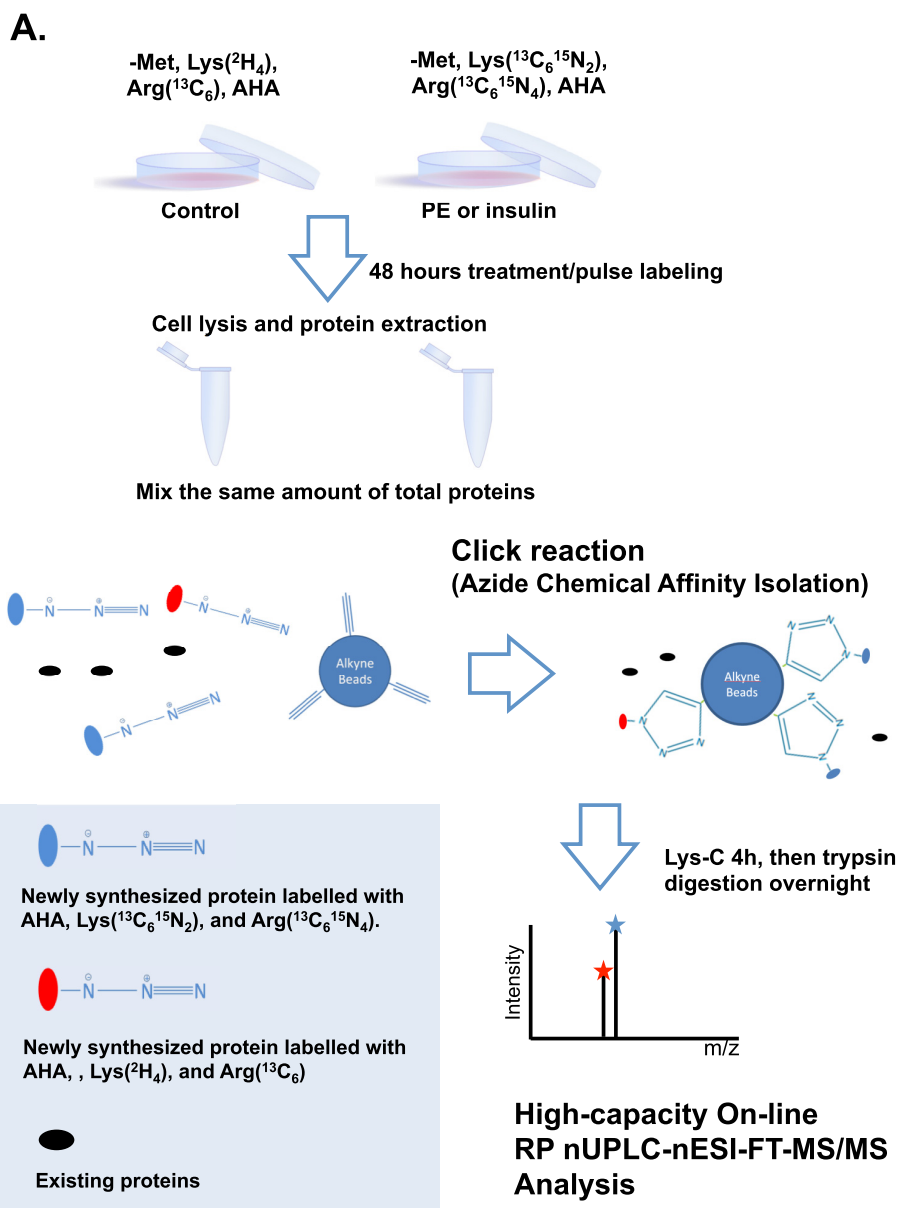 A.
-Met, Lys(²H₄),
Arg(¹³C₆), AHA
-Met, Lys(¹³C₆¹⁵N₂),
Arg(¹³C₆¹⁵N₄), AHA
Control
PE or insulin
48 hours treatment/pulse labeling
Cell lysis and protein extraction
Mix the same amount of total proteins
Click reaction
(Azide Chemical Affinity Isolation)
⊖ ⊕
N N N
⊖ ⊕
N N N
⊖ ⊕
N N N
Alkyne
Beads
Alkyne
Beads
N N N
N N N
N N N
⊖ ⊕
N N N
Newly synthesized protein labelled with
AHA, Lys(¹³C₆¹⁵N₂), and Arg(¹³C₆¹⁵N₄).
⊖ ⊕
N N N
Newly synthesized protein labelled with
AHA, , Lys(²H₄), and Arg(¹³C₆)
Existing proteins
Lys-C 4h, then trypsin
digestion overnight
Intensity
m/z
High-capacity On-line
RP nUPLC-nESI-FT-MS/MS
Analysis